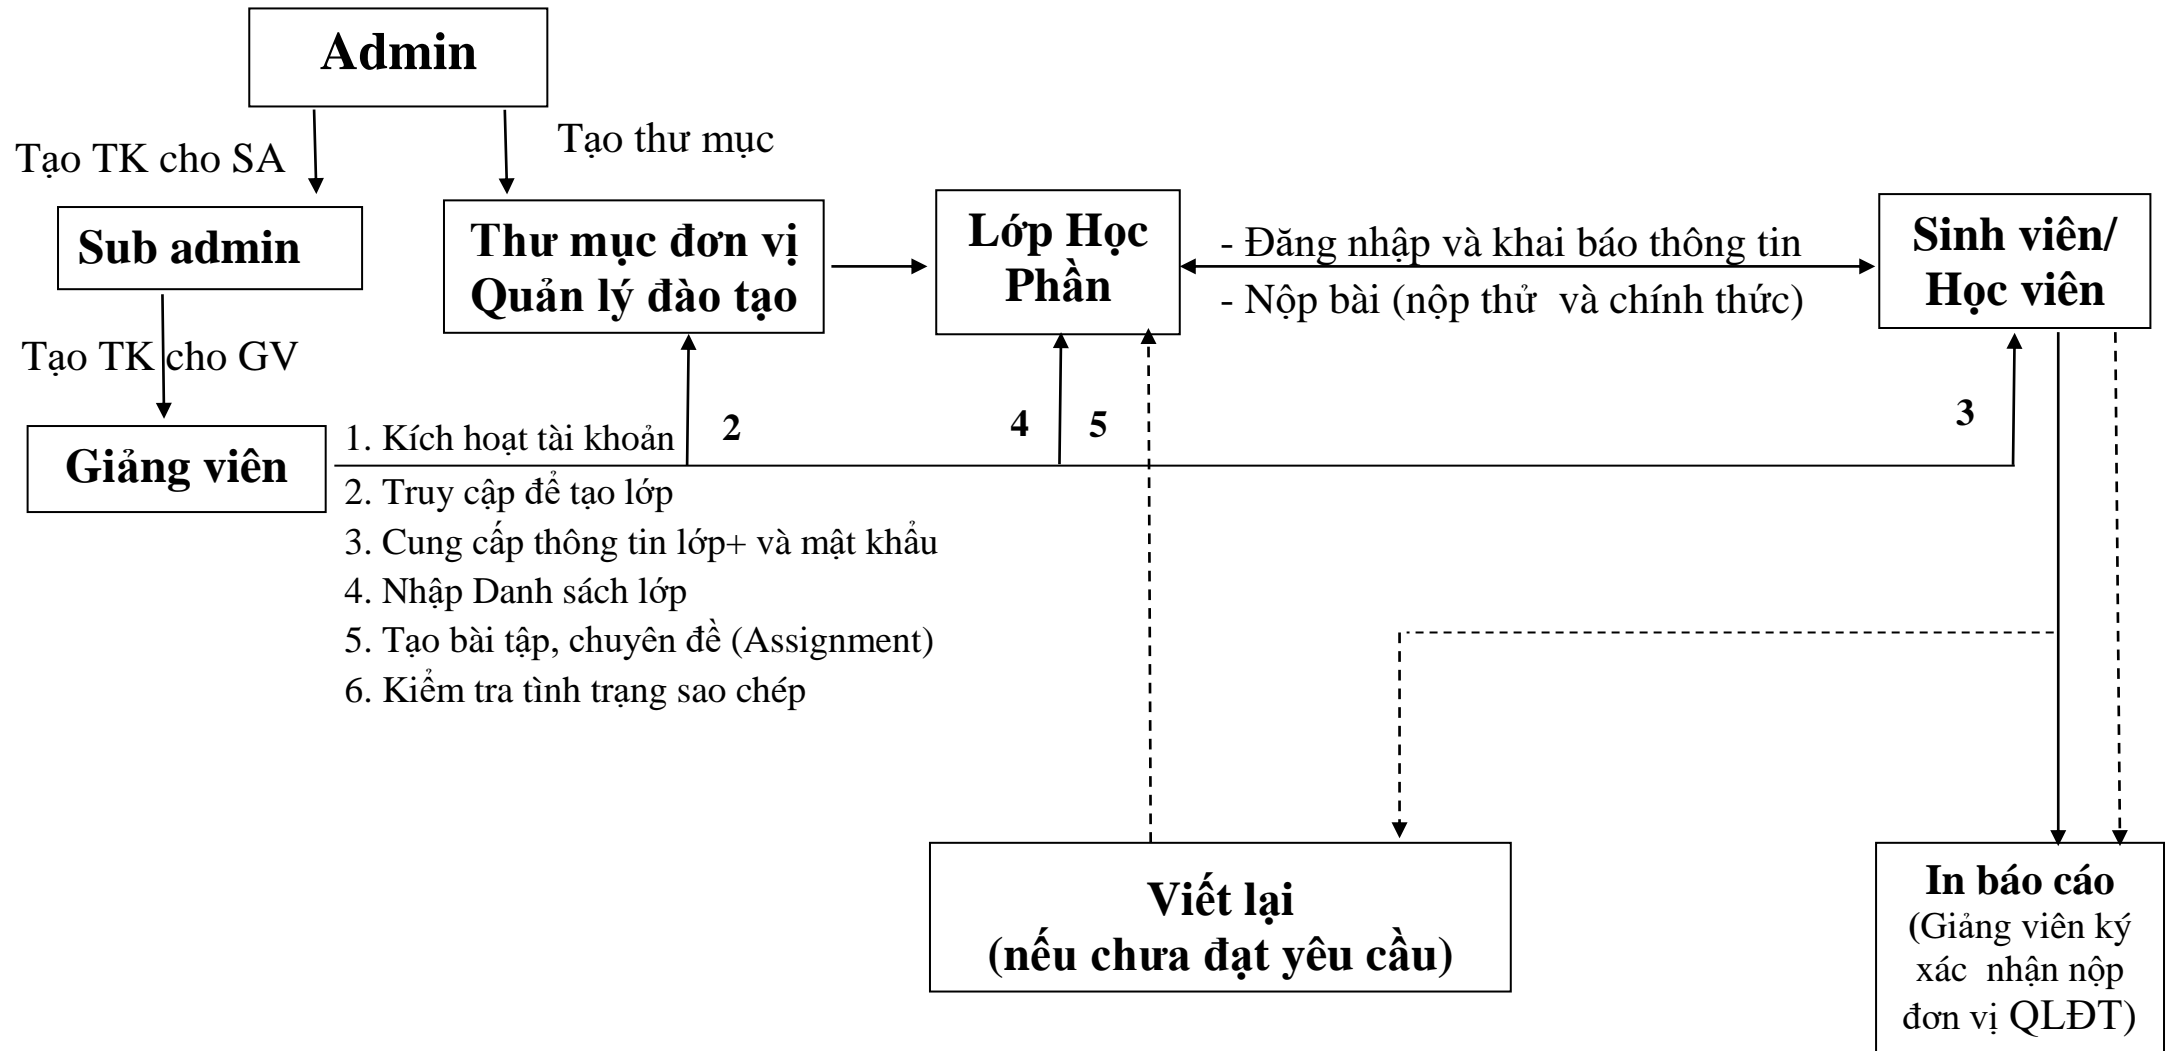 Admin
Tạo TK cho SA
Tạo thư mục
Sub admin
Thư mục đơn vị
Quản lý đào tạo
Lớp Học
Phần
- Đăng nhập và khai báo thông tin
- Nộp bài (nộp thử và chính thức)
Sinh viên/
Học viên
Tạo TK cho GV
Giảng viên
1. Kích hoạt tài khoản
2
4
5
3
2. Truy cập để tạo lớp
3. Cung cấp thông tin lớp+ và mật khẩu
4. Nhập Danh sách lớp
5. Tạo bài tập, chuyên đề (Assignment)
6. Kiểm tra tình trạng sao chép
Viết lại
(nếu chưa đạt yêu cầu)
In báo cáo
(Giảng viên ký
xác nhận nộp
đơn vị QLĐT)